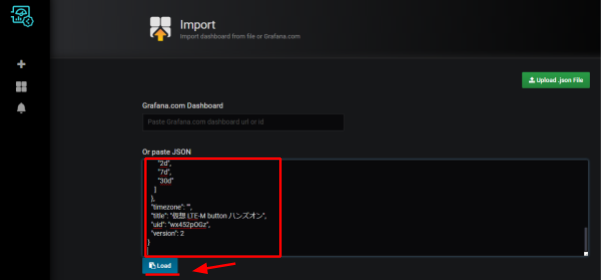 Import
Import dashboard from file or Grafana.com
Upload .json File
Grafana.com Dashboard
Paste Grafana.com dashboard url or id
Or paste JSON
"2d",
"7d",
"30d"
]
},
"timezone": "",
"title": "仮想 LTE-M button ハンズオン",
"uid": "wx452pOGz",
"version": 2
}
Load